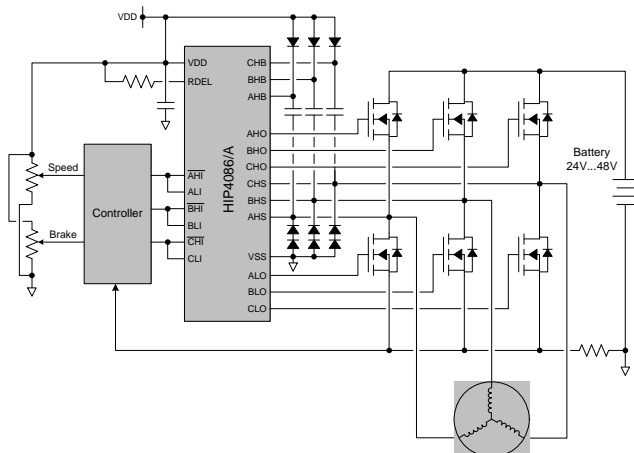 VDD
VDD
RDEL
CHB
BHB
AHB
AHO
BHO
CHO
CHS
BHS
AHS
VSS
ALO
BLO
CLO
HIP4086/A
AHI
ALI
BHI
BLI
CHI
CLI
Speed
Brake
Controller
Battery
24V...48V